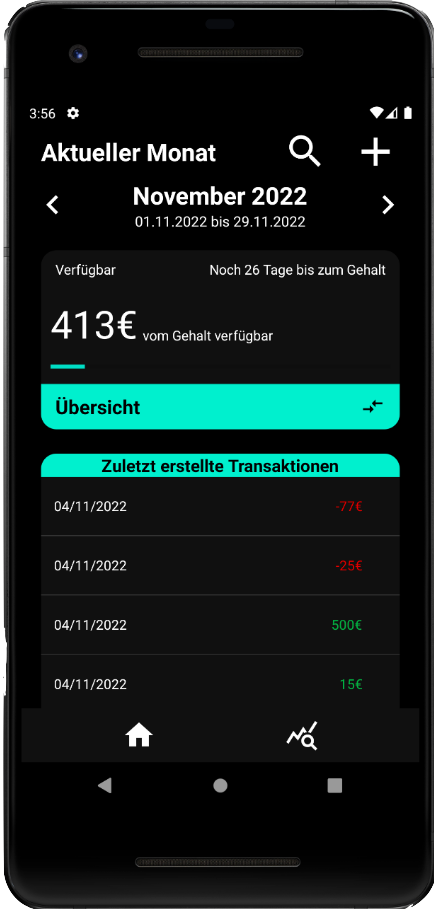 3:56
Aktueller Monat
November 2022
01.11.2022 bis 29.11.2022
Verfügbar Noch 26 Tage bis zum Gehalt
413€ vom Gehalt verfügbar
Übersicht
Zuletzt erstellte Transaktionen
04/11/2022 -77€
04/11/2022 -25€
04/11/2022 500€
04/11/2022 15€